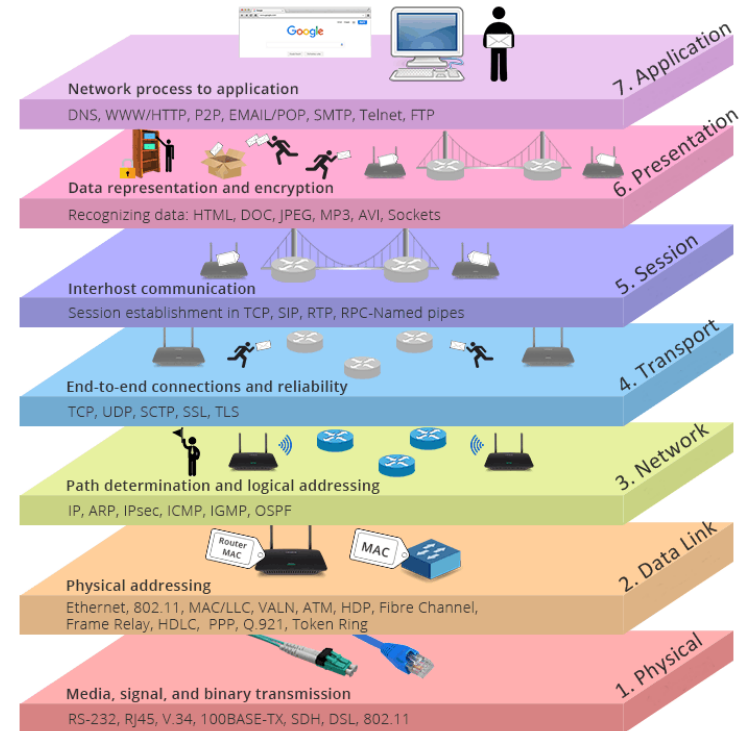 Google
7. Application
Network process to application
DNS, WWW/HTTP, P2P, EMAIL/POP, SMTP, Telnet, FTP
6. Presentation
Data representation and encryption
Recognizing data: HTML, DOC, JPEG, MP3, AVI, Sockets
5. Session
Interhost communication
Session establishment in TCP, SIP, RTP, RPC-Named pipes
4. Transport
End-to-end connections and reliability
TCP, UDP, SCTP, SSL, TLS
3. Network
Path determination and logical addressing
IP, ARP, IPsec, ICMP, IGMP, OSPF
Router
MAC
MAC
2. Data Link
Physical addressing
Ethernet, 802.11, MAC/LLC, VALN, ATM, HDP, Fibre Channel,
Frame Relay, HDLC, PPP, Q.921, Token Ring
1. Physical
Media, signal, and binary transmission
RS-232, RJ45, V.34, 100BASE-TX, SDH, DSL, 802.11